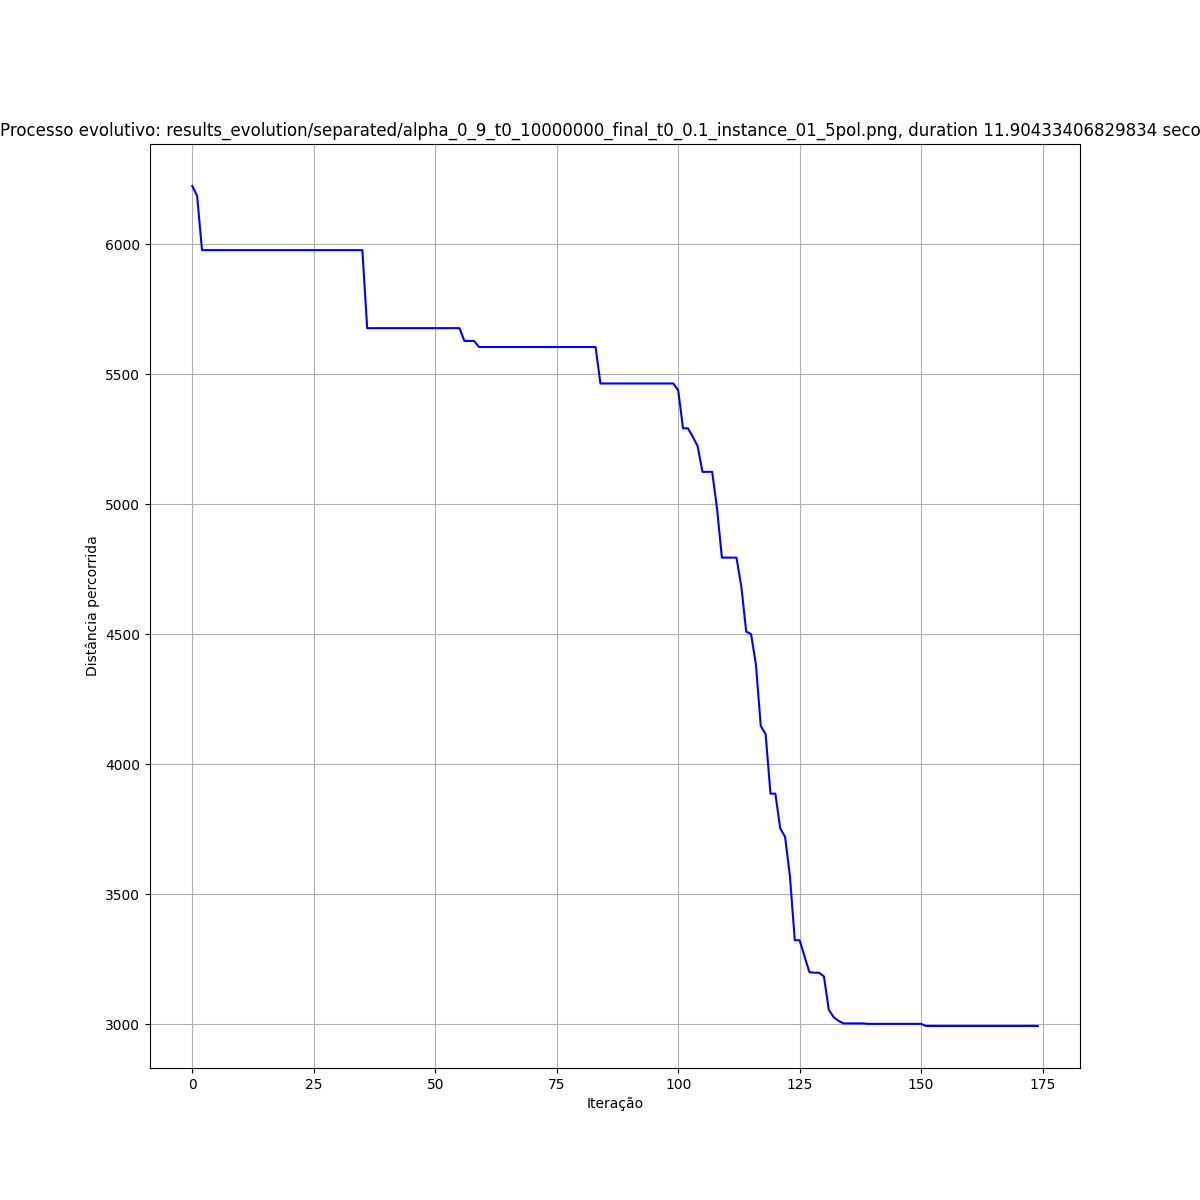 Processo evolutivo: results_evolution/separated/alpha_0_9_t0_10000000_final_t0_0.1_instance_01_5pol.png, duration 11.90433406829834 seco
6000
5500
5000
4500
4000
3500
3000
Distância percorrida
0 25 50 75 100 125 150 175
Iteração